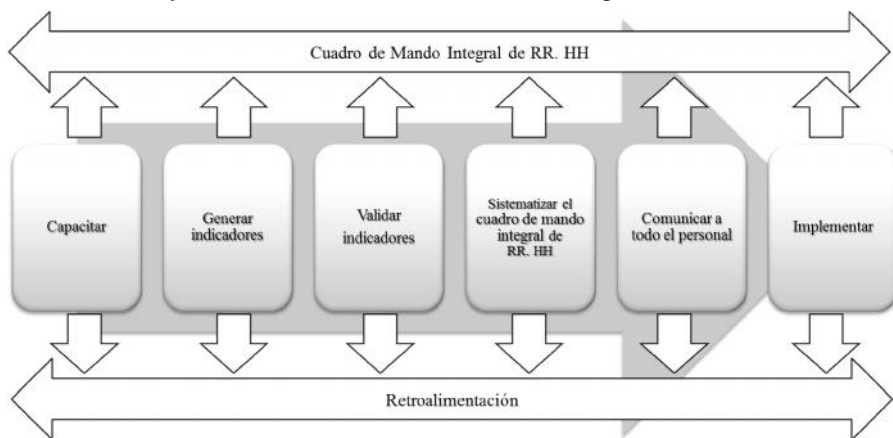 Cuadro de Mando Integral de RR. HH
Capacitar
Generar
indicadores
Validar
indicadores
Sistematizar el
cuadro de mando
integral de
RR. HH
Comunicar a
todo el personal
Implementar
Retroalimentación